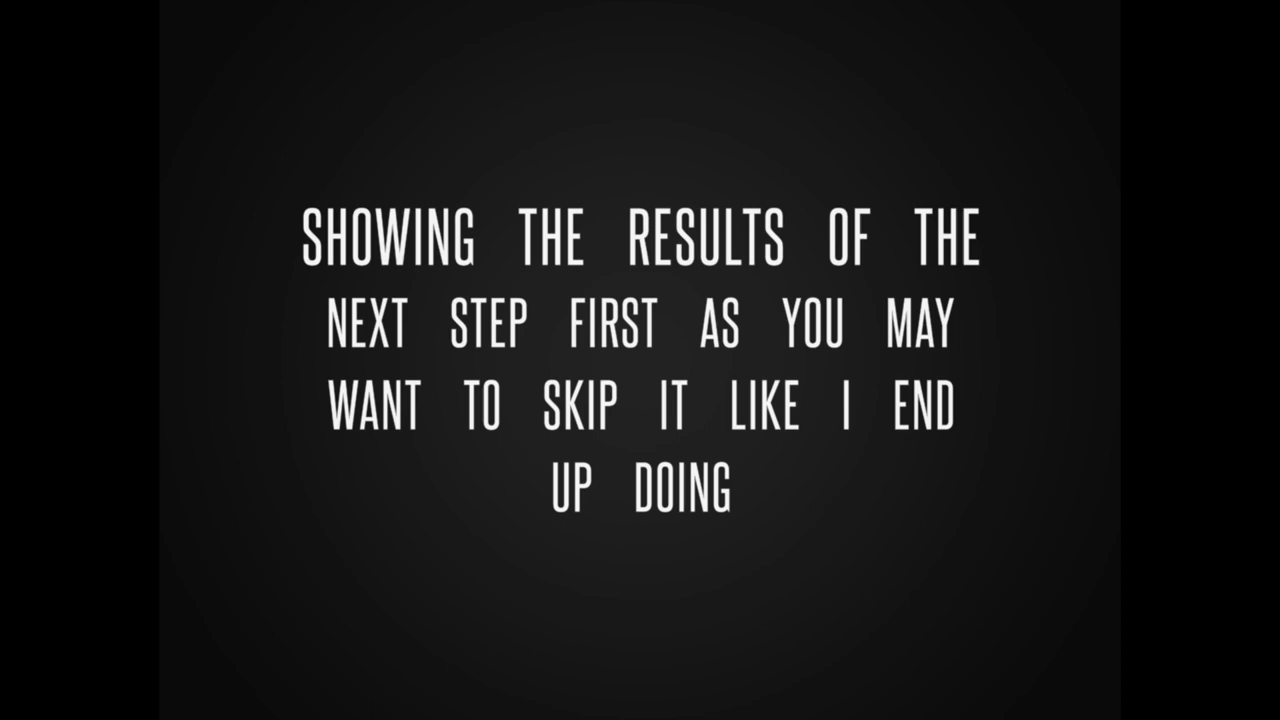 SHOWING THE RESULTS OF THE
NEXT STEP FIRST AS YOU MAY
WANT TO SKIP IT LIKE I END
UP DOING